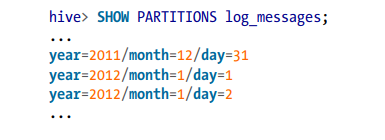 hive> SHOW PARTITIONS log_messages;
...
year=2011/month=12/day=31
year=2012/month=1/day=1
year=2012/month=1/day=2
...